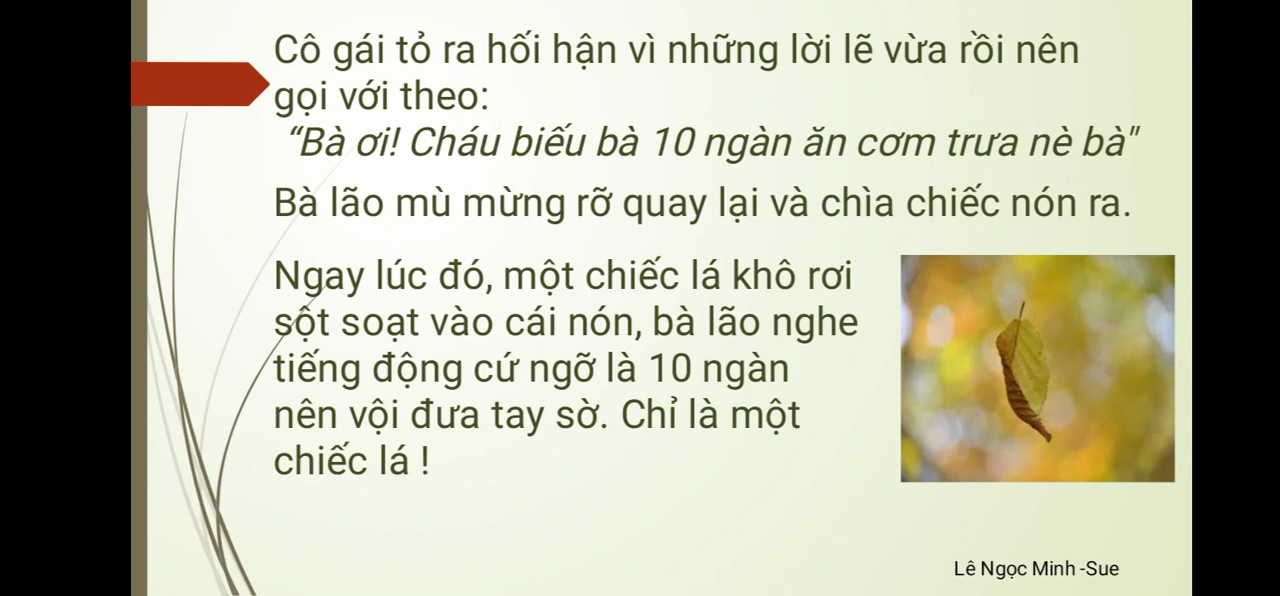 Cô gái tỏ ra hối hận vì những lời lẽ vừa rồi nên
gọi với theo:
“Bà ơi! Cháu biếu bà 10 ngàn ăn cơm trưa nè bà"
Bà lão mù mừng rỡ quay lại và chìa chiếc nón ra.
Ngay lúc đó, một chiếc lá khô rơi
sột soạt vào cái nón, bà lão nghe
tiếng động cứ ngỡ là 10 ngàn
nên vội đưa tay sờ. Chỉ là một
chiếc lá !
Lê Ngọc Minh -Sue